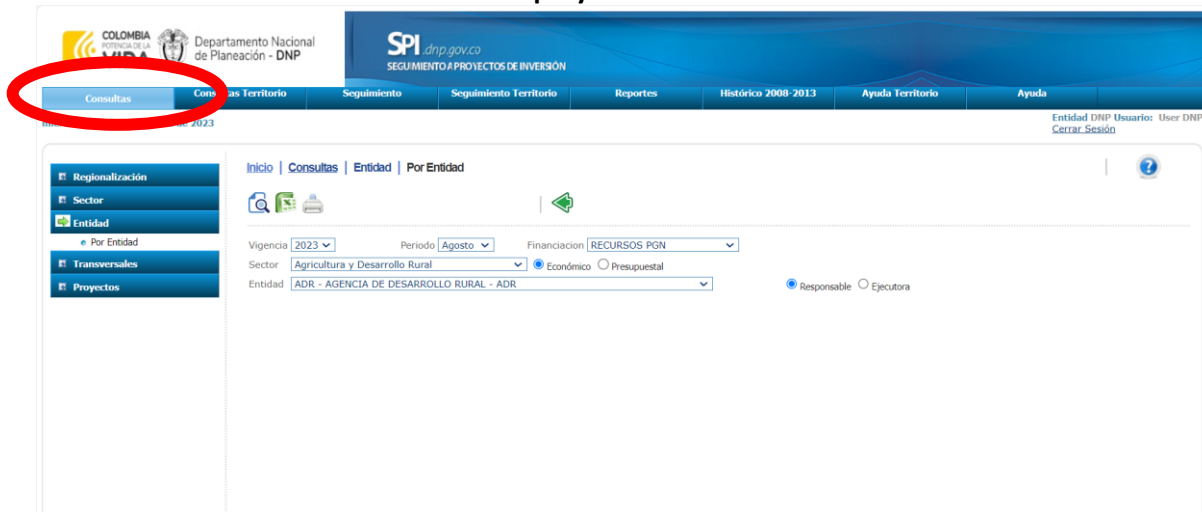 COLOMBIA
POTENCIA DE LA
VIDA
Departamento Nacional
de Planeación - DNP
SPI.dnp.gov.co
SEGUIMIENTO A PROYECTOS DE INVERSIÓN
Consultas
Consultas Territorio
Seguimiento
Seguimiento Territorio
Reportes
Histórico 2008-2013
Ayuda Territorio
Ayuda
de 2023
Entidad DNP Usuario: User DNP
Cerrar Sesión
Inicio | Consultas | Entidad | Por Entidad
Regionalización
Sector
Entidad
Por Entidad
Transversales
Proyectos
Vigencia 2023 Periodo Agosto Financiacion RECURSOS PGN
Sector Agricultura y Desarrollo Rural Económico Presupuestal
Entidad ADR - AGENCIA DE DESARROLLO RURAL - ADR Responsable Ejecutora